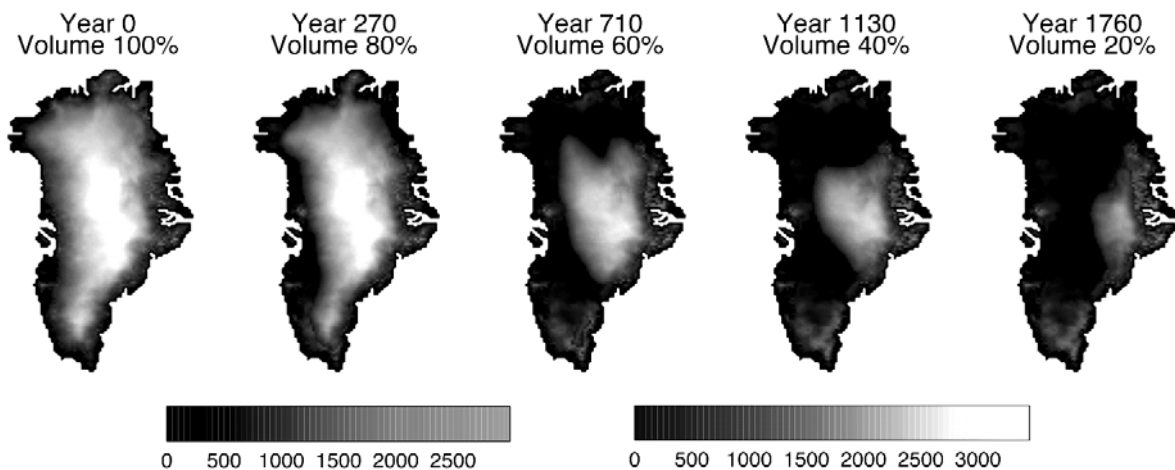 Year 0
Volume 100%
Year 270
Volume 80%
Year 710
Volume 60%
Year 1130
Volume 40%
Year 1760
Volume 20%
0 500 1000 1500 2000 2500
0 500 1000 1500 2000 2500 3000